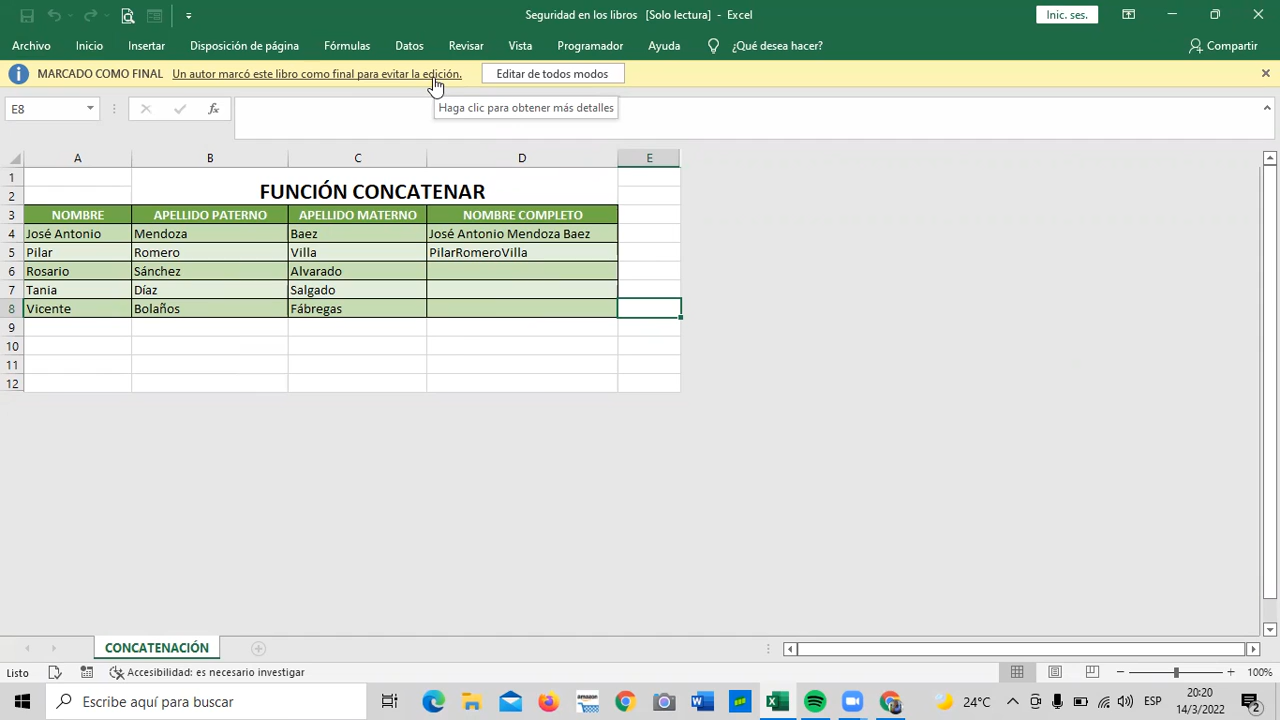 Seguridad en los libros [Solo lectura] - Excel
Inic. ses.
Archivo Inicio Insertar Disposición de página Fórmulas Datos Revisar Vista Programador Ayuda ¿Qué desea hacer? Compartir
MARCADO COMO FINAL Un autor marcó este libro como final para evitar la edición. Editar de todos modos
Haga clic para obtener más detalles
E8 fx
A B C D E
1
2 FUNCIÓN CONCATENAR
3 NOMBRE APELLIDO PATERNO APELLIDO MATERNO NOMBRE COMPLETO
4 José Antonio Mendoza Baez José Antonio Mendoza Baez
5 Pilar Romero Villa PilarRomeroVilla
6 Rosario Sánchez Alvarado
7 Tania Díaz Salgado
8 Vicente Bolaños Fábregas
9
10
11
12
CONCATENACIÓN
Listo Accesibilidad: es necesario investigar 100%
Escribe aquí para buscar amazon 24°C ESP 20:20
14/3/2022 2